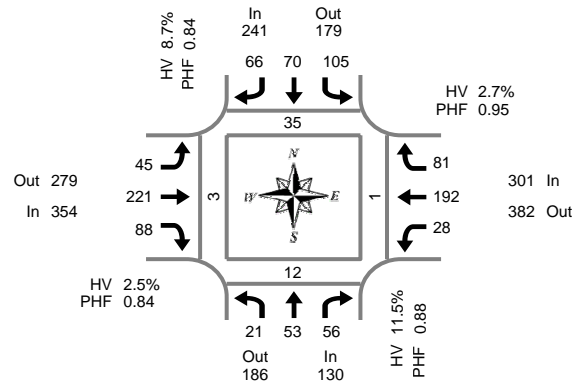 In Out
241 179
HV 8.7%
PHF 0.84
66 70 105
HV 2.7%
PHF 0.95
35
45
221
88
Out 279
In 354
3
N
W E
S
1
81
192
28
301 In
382 Out
12
HV 2.5%
PHF 0.84
21 53 56
Out In
186 130
HV 11.5%
PHF 0.88